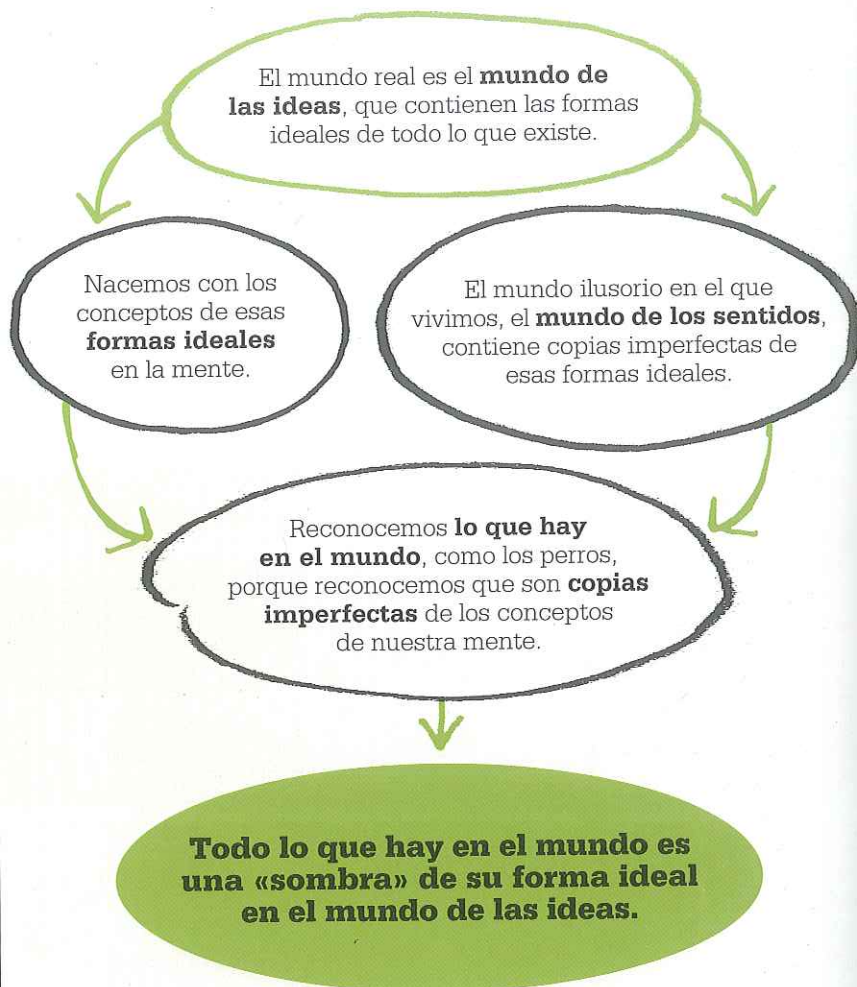 El mundo real es el mundo de
las ideas, que contienen las formas
ideales de todo lo que existe.
Nacemos con los
conceptos de esas
formas ideales
en la mente.
El mundo ilusorio en el que
vivimos, el mundo de los sentidos,
contiene copias imperfectas de
esas formas ideales.
Reconocemos lo que hay
en el mundo, como los perros,
porque reconocemos que son copias
imperfectas de los conceptos
de nuestra mente.
Todo lo que hay en el mundo es
una «sombra» de su forma ideal
en el mundo de las ideas.